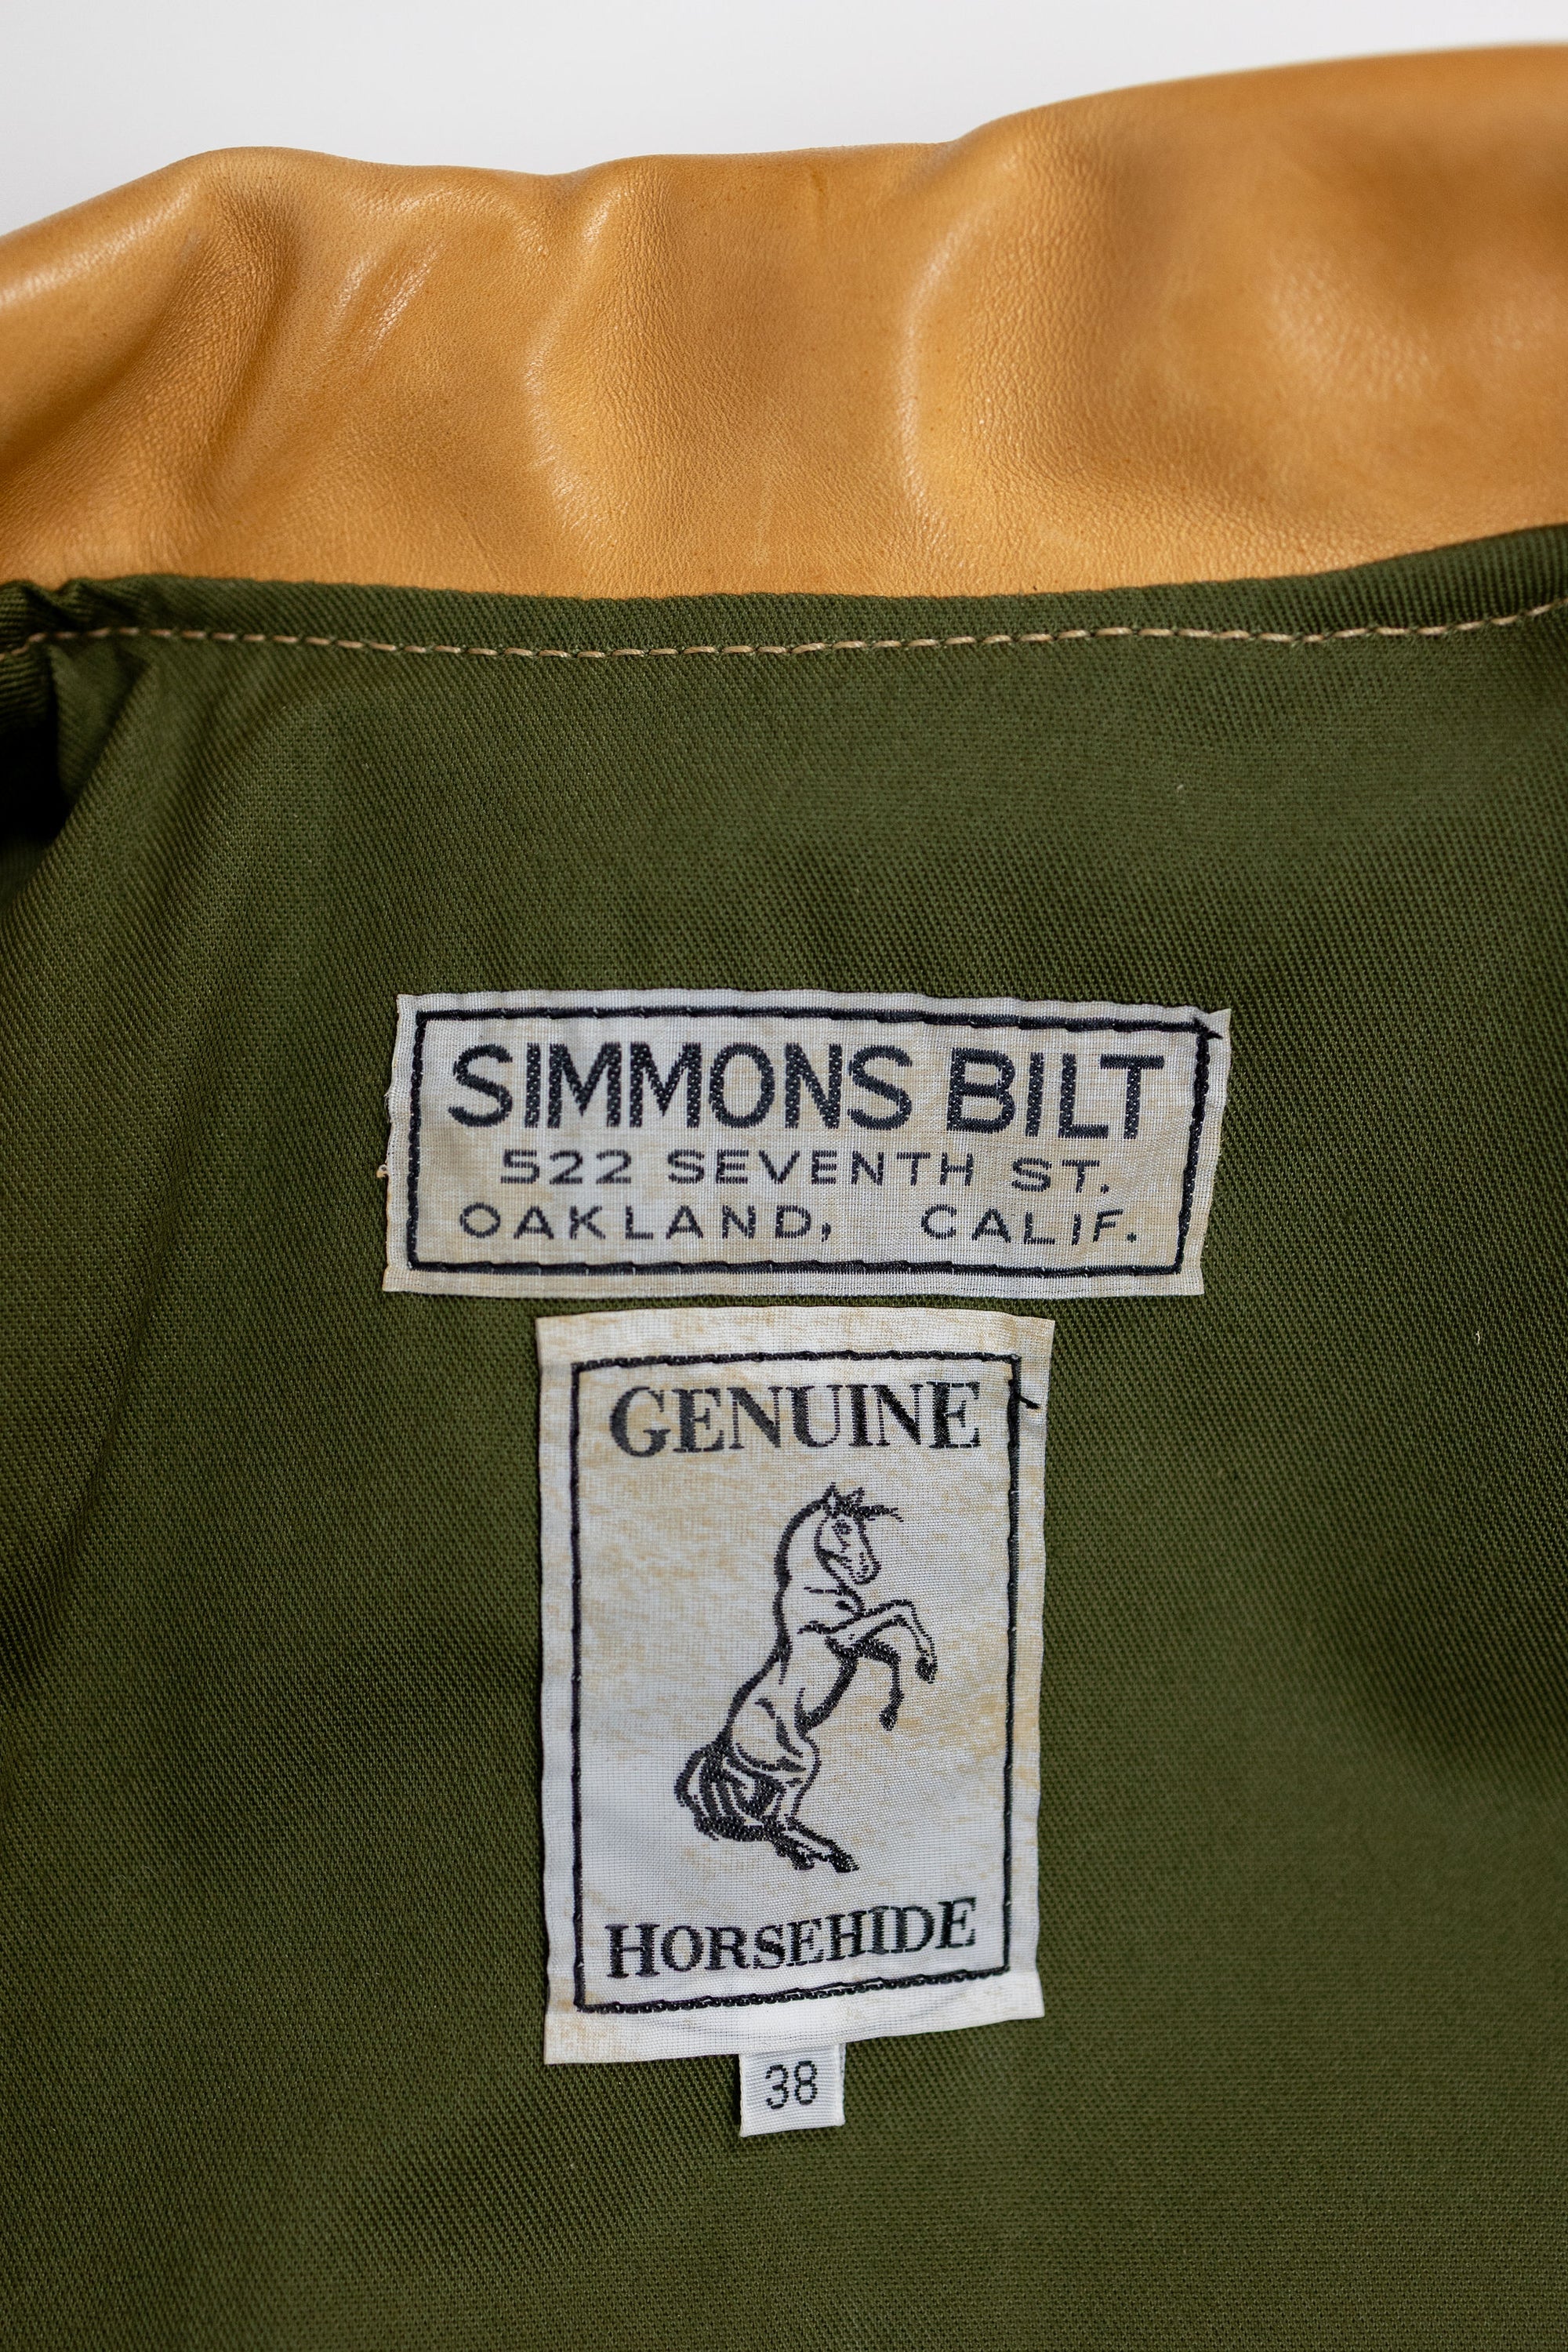 SIMMONS BILT
522 SEVENTH ST.
OAKLAND, CALIF.
GENUINE
HORSEHIDE
38